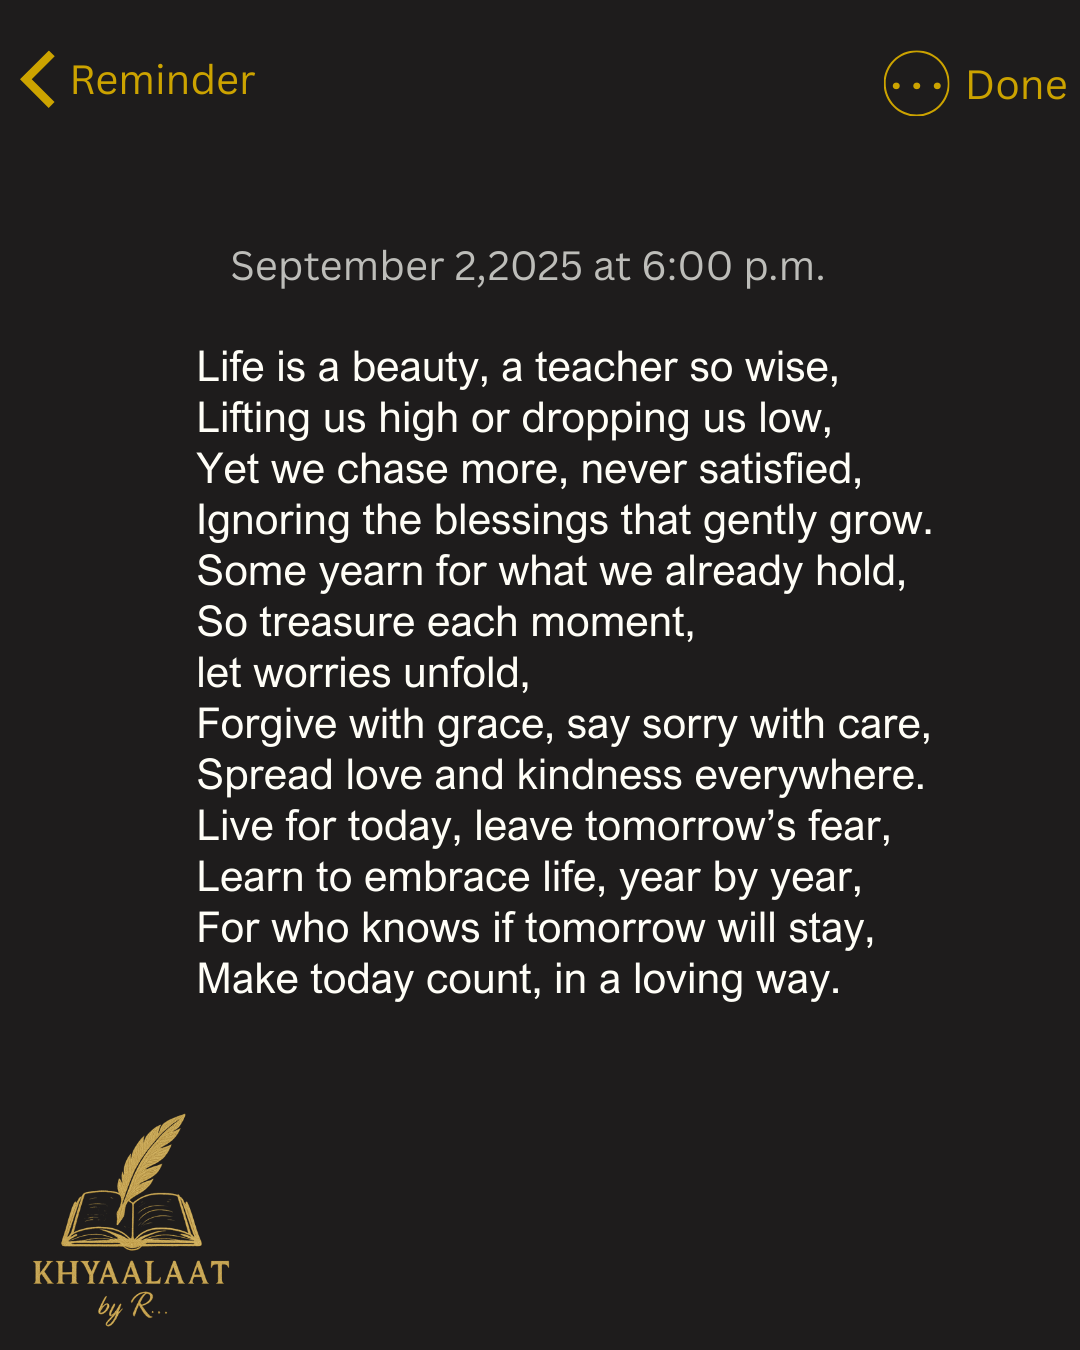 Reminder
Done
September 2,2025 at 6:00 p.m.
Life is a beauty, a teacher so wise,
Lifting us high or dropping us low,
Yet we chase more, never satisfied,
Ignoring the blessings that gently grow.
Some yearn for what we already hold,
So treasure each moment,
let worries unfold,
Forgive with grace, say sorry with care,
Spread love and kindness everywhere.
Live for today, leave tomorrow’s fear,
Learn to embrace life, year by year,
For who knows if tomorrow will stay,
Make today count, in a loving way.
KHYAALAAT
by R...